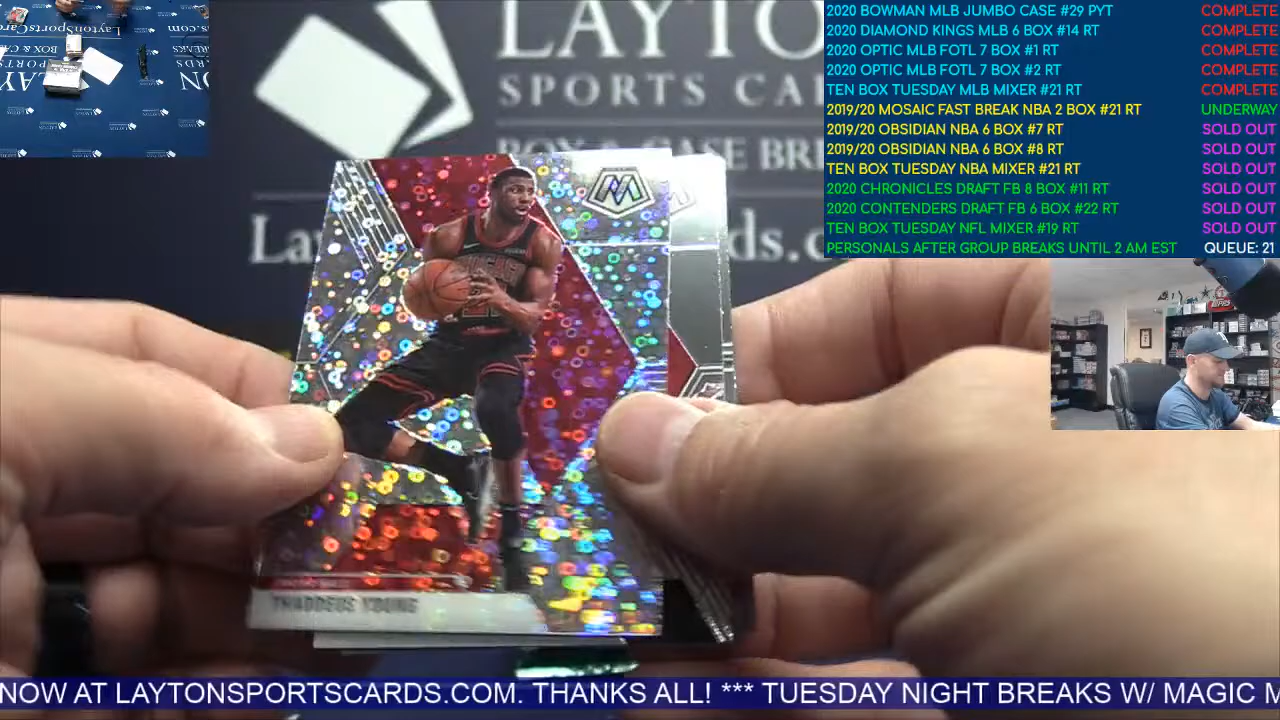 LAYTO
SPORTS CA
BOX & CASE BRE
La ds.com
2020 BOWMAN MLB JUMBO CASE #29 PYT COMPLETE
2020 DIAMOND KINGS MLB 6 BOX #14 RT COMPLETE
2020 OPTIC MLB FOTL 7 BOX #1 RT COMPLETE
2020 OPTIC MLB FOTL 7 BOX #2 RT COMPLETE
TEN BOX TUESDAY MLB MIXER #21 RT COMPLETE
2019/20 MOSAIC FAST BREAK NBA 2 BOX #21 RT UNDERWAY
2019/20 OBSIDIAN NBA 6 BOX #7 RT SOLD OUT
2019/20 OBSIDIAN NBA 6 BOX #8 RT SOLD OUT
TEN BOX TUESDAY NBA MIXER #21 RT SOLD OUT
2020 CHRONICLES DRAFT FB 8 BOX #11 RT SOLD OUT
2020 CONTENDERS DRAFT FB 6 BOX #22 RT SOLD OUT
TEN BOX TUESDAY NFL MIXER #19 RT SOLD OUT
PERSONALS AFTER GROUP BREAKS UNTIL 2 AM EST QUEUE: 21
THADDEUS YOUNG
NOW AT LAYTONSPORTSCARDS.COM. THANKS ALL! *** TUESDAY NIGHT BREAKS W/ MAGIC M